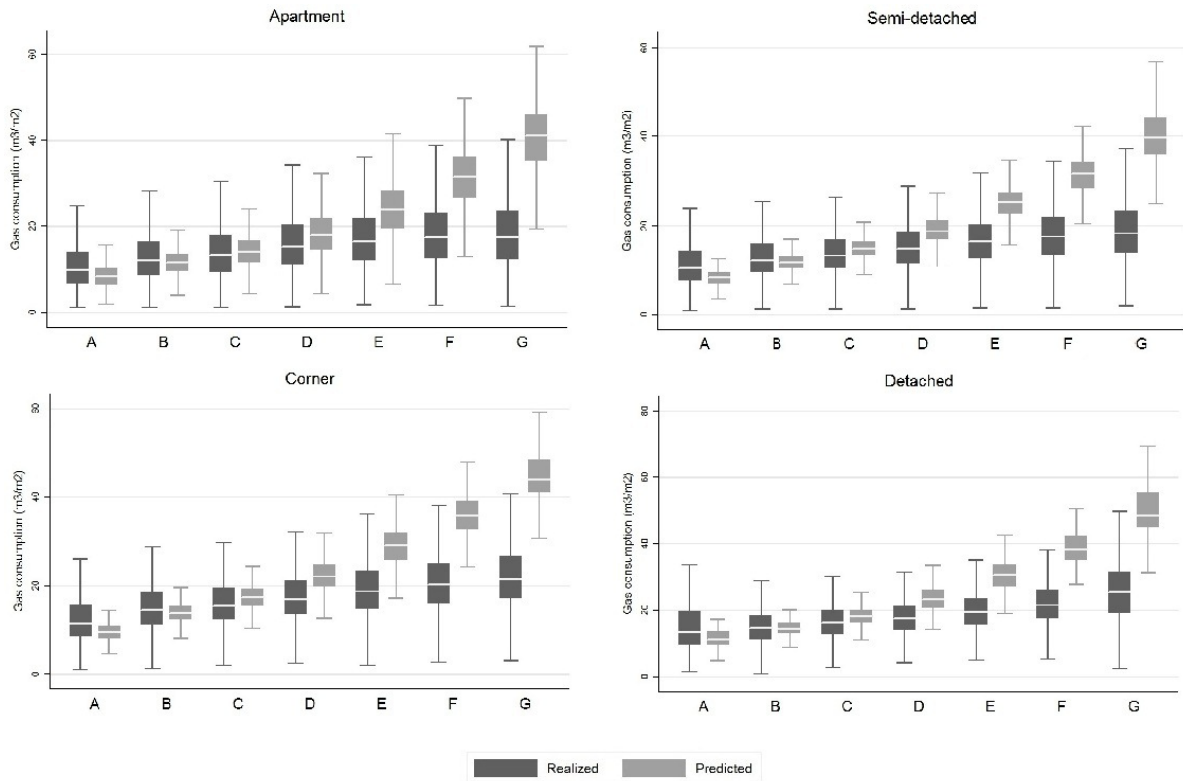 Apartment
Gas consumption (m3/m2)
60
40
20
0
A B C D E F G
Semi-detached
Gas consumption (m3/m2)
60
40
20
0
A B C D E F G
Corner
Gas consumption (m3/m2)
60
40
20
0
A B C D E F G
Detached
Gas consumption (m3/m2)
80
60
40
20
0
A B C D E F G
Realized Predicted